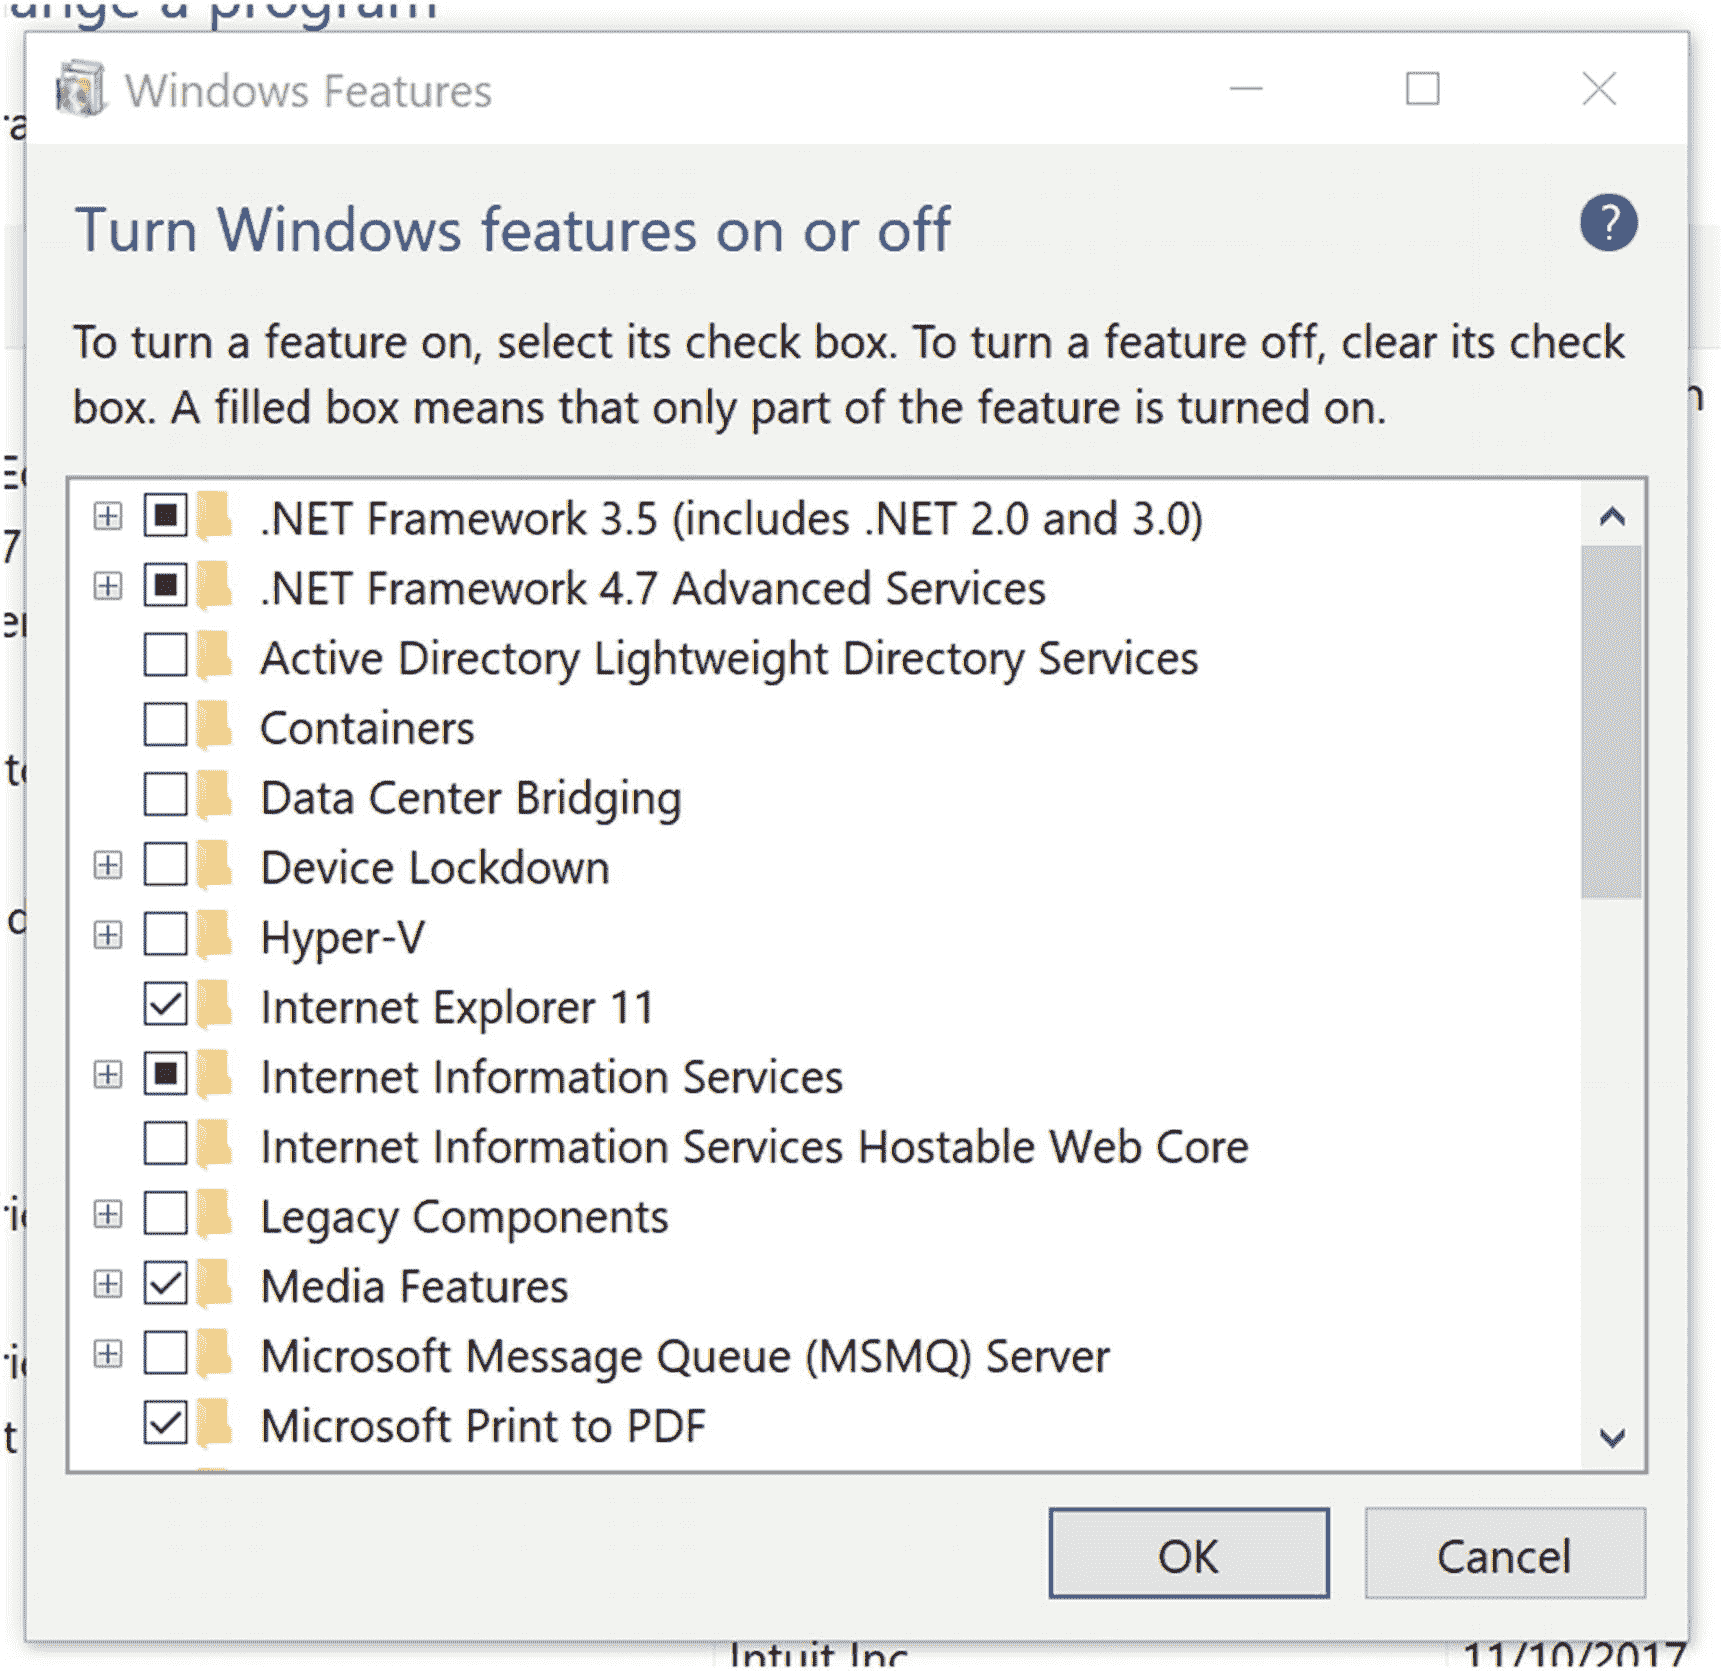 ange a program
Windows Features
Turn Windows features on or off
?
To turn a feature on, select its check box. To turn a feature off, clear its check
box. A filled box means that only part of the feature is turned on.
.NET Framework 3.5 (includes .NET 2.0 and 3.0)
.NET Framework 4.7 Advanced Services
Active Directory Lightweight Directory Services
Containers
Data Center Bridging
Device Lockdown
Hyper-V
Internet Explorer 11
Internet Information Services
Internet Information Services Hostable Web Core
Legacy Components
Media Features
Microsoft Message Queue (MSMQ) Server
Microsoft Print to PDF
OK
Cancel
Intuit Inc.
11/10/2017